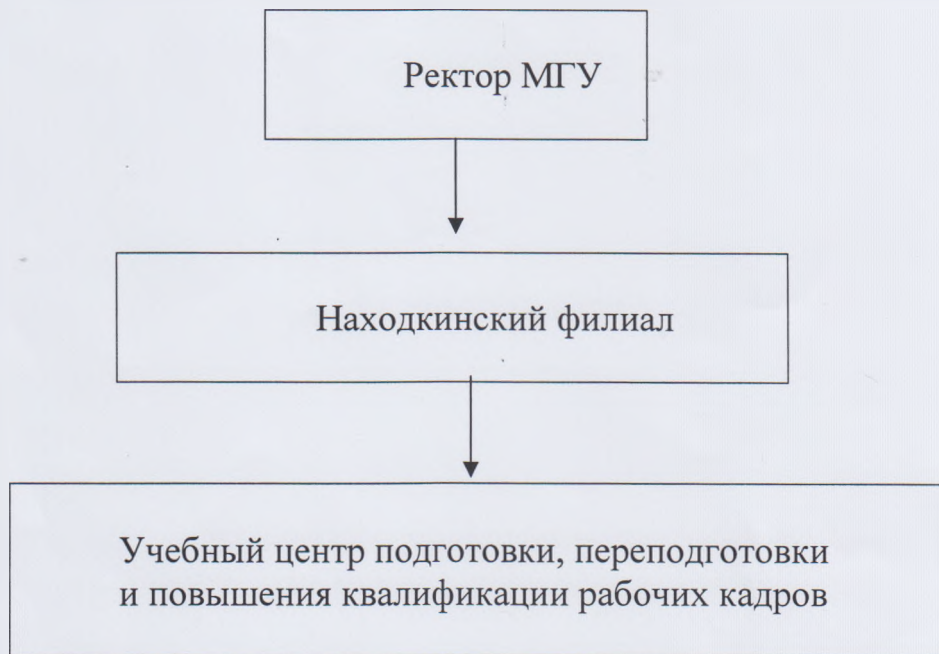 Ректор МГУ
Находкинский филиал
Учебный центр подготовки, переподготовки
и повышения квалификации рабочих кадров